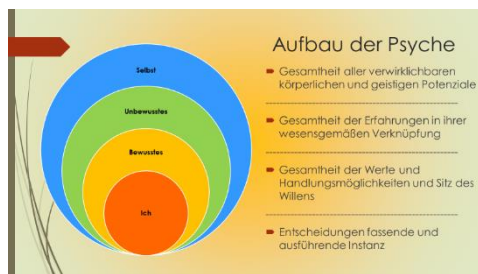 Aufbau der Psyche
Selbst
Unbewusstes
Bewusstes
Ich
Gesamtheit aller verwirklichbaren
körperlichen und geistigen Potenziale
Gesamtheit der Erfahrungen in ihrer
wesensgemäßen Verknüpfung
Gesamtheit der Werte und
Handlungsmöglichkeiten und Sitz des
Willens
Entscheidungen fassende und
ausführende Instanz